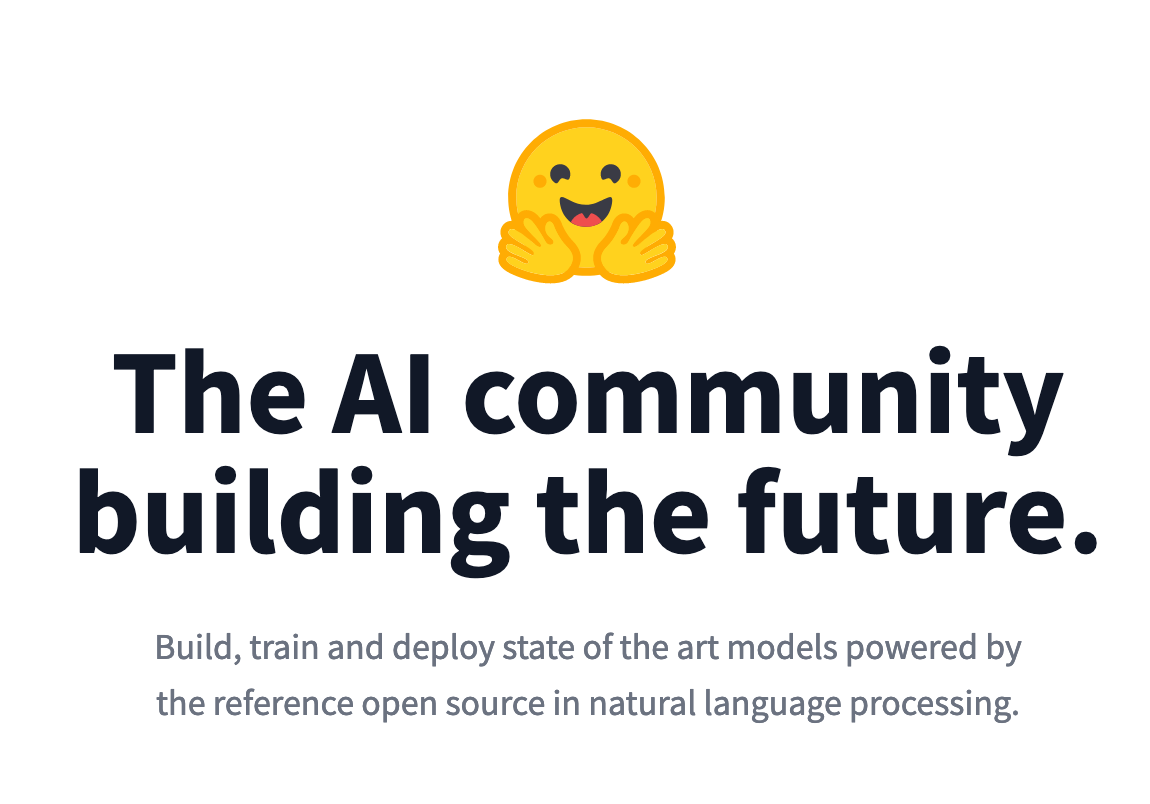 The AI community
building the future.
Build, train and deploy state of the art models powered by
the reference open source in natural language processing.